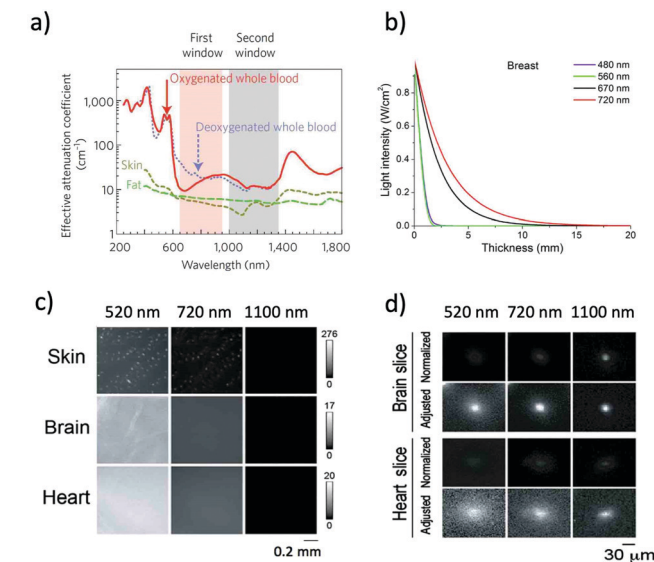 a)
First window
Second window
Oxygenated whole blood
Deoxygenated whole blood
Skin
Fat
Effective attenuation coefficient
(cm⁻¹)
1,000
100
10
1
200
600
1,000
1,400
1,800
Wavelength (nm)
b)
Breast
480 nm
560 nm
670 nm
720 nm
Light intensity (W/cm²)
1.0
0.8
0.6
0.4
0.2
0.0
0
5
10
15
20
Thickness (mm)
c)
520 nm 720 nm 1100 nm
Skin
276
0
Brain
17
0
Heart
20
0
0.2 mm
d)
520 nm 720 nm 1100 nm
Brain slice
Normalized
Adjusted
Heart slice
Normalized
Adjusted
30 µm